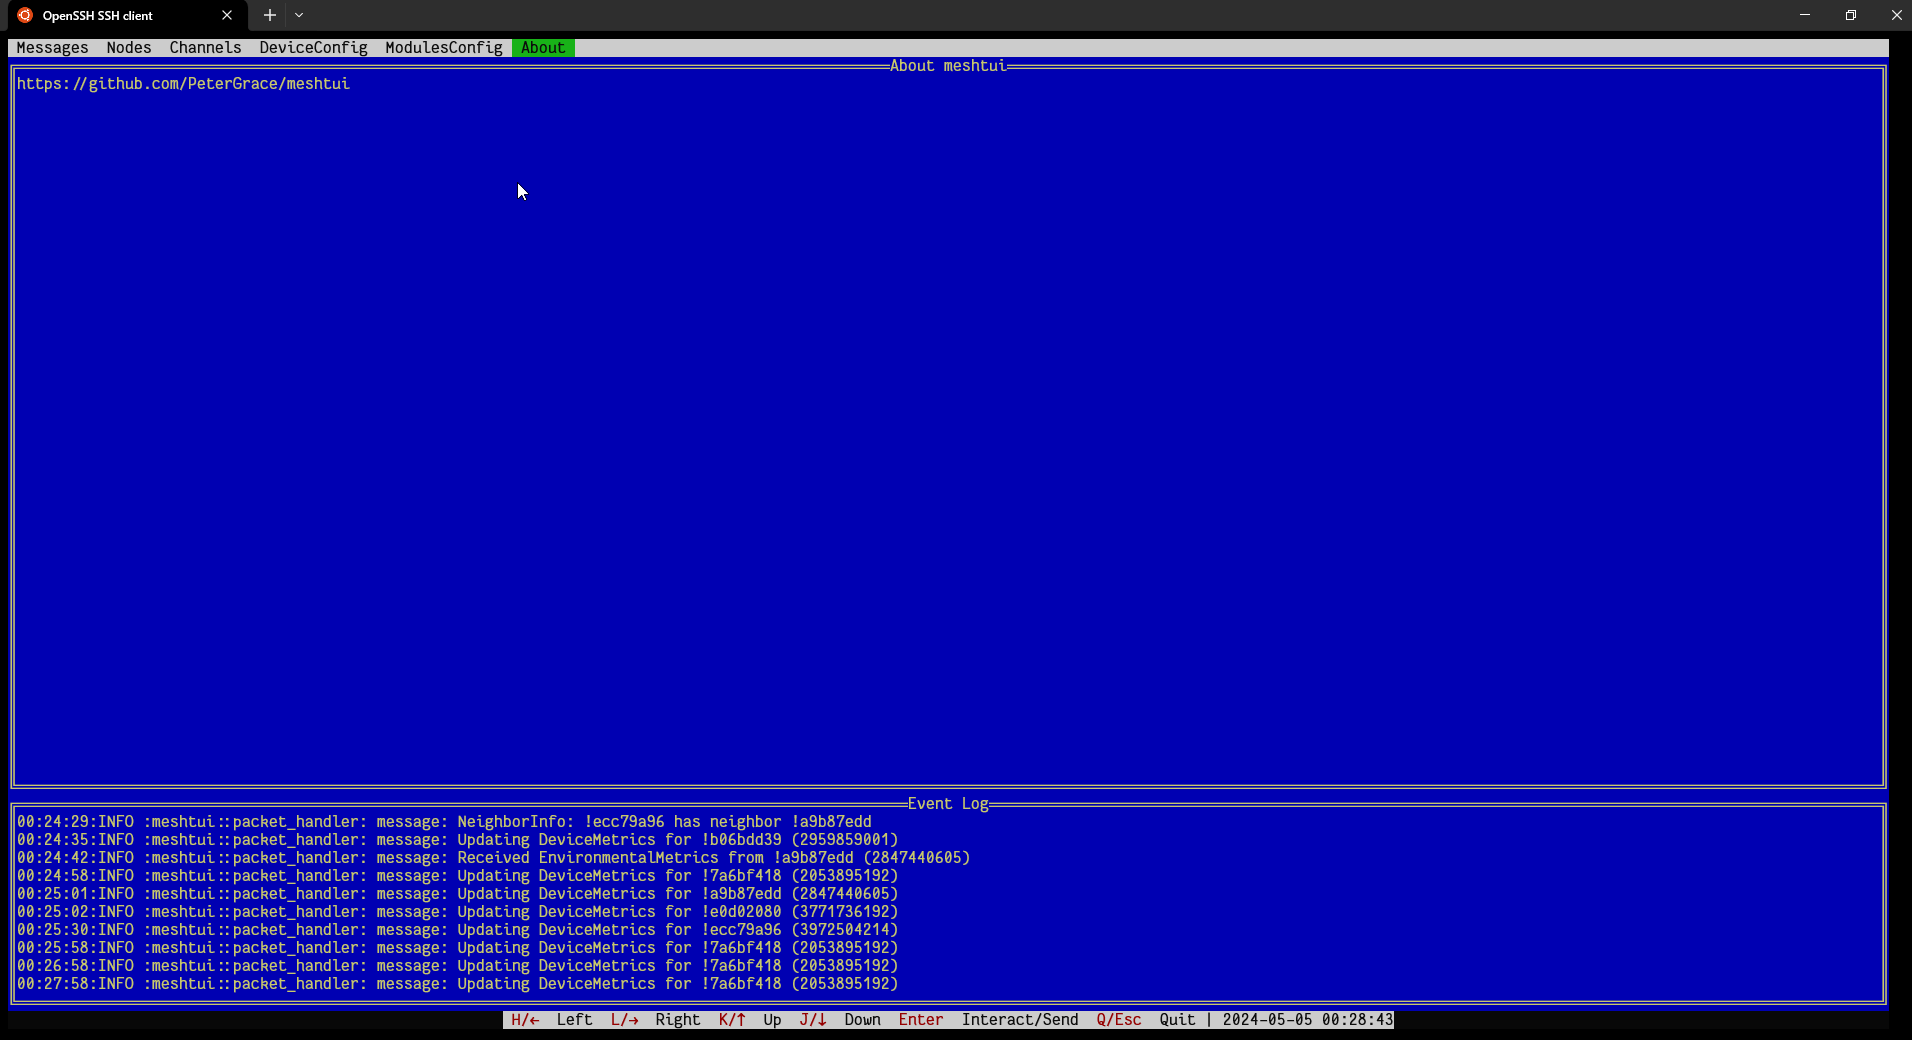 OpenSSH SSH client
Messages Nodes Channels DeviceConfig ModulesConfig About
About meshtui
https://github.com/PeterGrace/meshtui
Event Log
00:24:29:INFO :meshtui::packet_handler: message: NeighborInfo: !ecc79a96 has neighbor !a9b87edd
00:24:35:INFO :meshtui::packet_handler: message: Updating DeviceMetrics for !b06bdd39 (2959859001)
00:24:42:INFO :meshtui::packet_handler: message: Received EnvironmentalMetrics from !a9b87edd (2847440605)
00:24:58:INFO :meshtui::packet_handler: message: Updating DeviceMetrics for !7a6bf418 (2053895192)
00:25:01:INFO :meshtui::packet_handler: message: Updating DeviceMetrics for !a9b87edd (2847440605)
00:25:02:INFO :meshtui::packet_handler: message: Updating DeviceMetrics for !e0d02080 (3771736192)
00:25:30:INFO :meshtui::packet_handler: message: Updating DeviceMetrics for !ecc79a96 (3972504214)
00:25:58:INFO :meshtui::packet_handler: message: Updating DeviceMetrics for !7a6bf418 (2053895192)
00:26:58:INFO :meshtui::packet_handler: message: Updating DeviceMetrics for !7a6bf418 (2053895192)
00:27:58:INFO :meshtui::packet_handler: message: Updating DeviceMetrics for !7a6bf418 (2053895192)
H/← Left L/→ Right K/↑ Up J/↓ Down Enter Interact/Send Q/Esc Quit | 2024-05-05 00:28:43